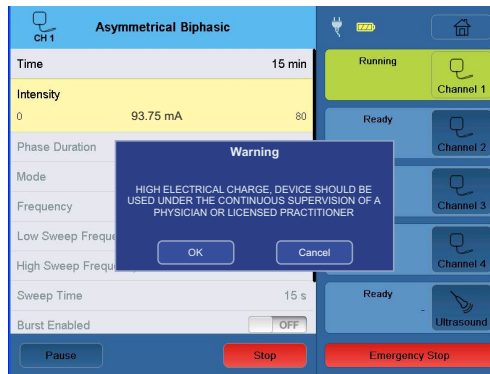 CH 1
Asymmetrical Biphasic
Time 15 min
Intensity
0 93.75 mA 80
Phase Duration
Mode
Frequency
Low Sweep Freque
High Sweep Frequ
Sweep Time 15 s
Burst Enabled OFF
Pause
Stop
Warning
HIGH ELECTRICAL CHARGE, DEVICE SHOULD BE
USED UNDER THE CONTINUOUS SUPERVISION OF A
PHYSICIAN OR LICENSED PRACTITIONER
OK
Cancel
Running
Channel 1
Ready
Channel 2
Channel 3
Channel 4
Ready
-
Ultrasound
Emergency Stop